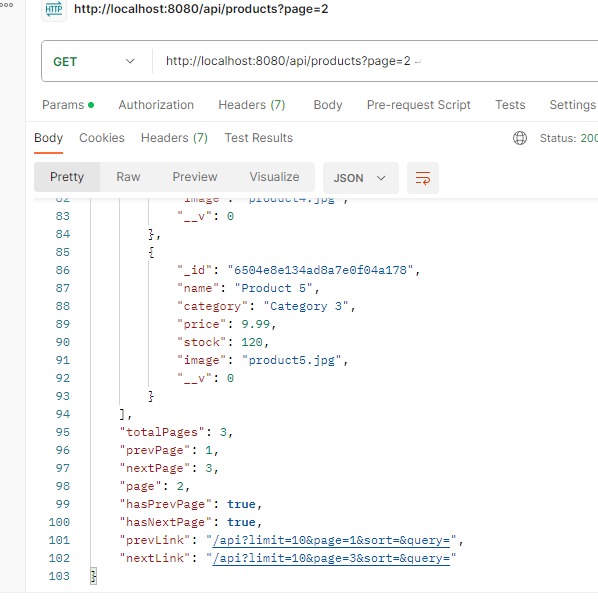 HTTP http://localhost:8080/api/products?page=2
GET http://localhost:8080/api/products?page=2
Params Authorization Headers (7) Body Pre-request Script Tests Settings
Body Cookies Headers (7) Test Results Status: 200
Pretty Raw Preview Visualize JSON
82 "image": "product4.jpg",
83 "__v": 0
84 },
85 {
86 "_id": "6504e8e134ad8a7e0f04a178",
87 "name": "Product 5",
88 "category": "Category 3",
89 "price": 9.99,
90 "stock": 120,
91 "image": "product5.jpg",
92 "__v": 0
93 }
94 ],
95 "totalPages": 3,
96 "prevPage": 1,
97 "nextPage": 3,
98 "page": 2,
99 "hasPrevPage": true,
100 "hasNextPage": true,
101 "prevLink": "/api?limit=10&page=1&sort=&query=",
102 "nextLink": "/api?limit=10&page=3&sort=&query="
103 }